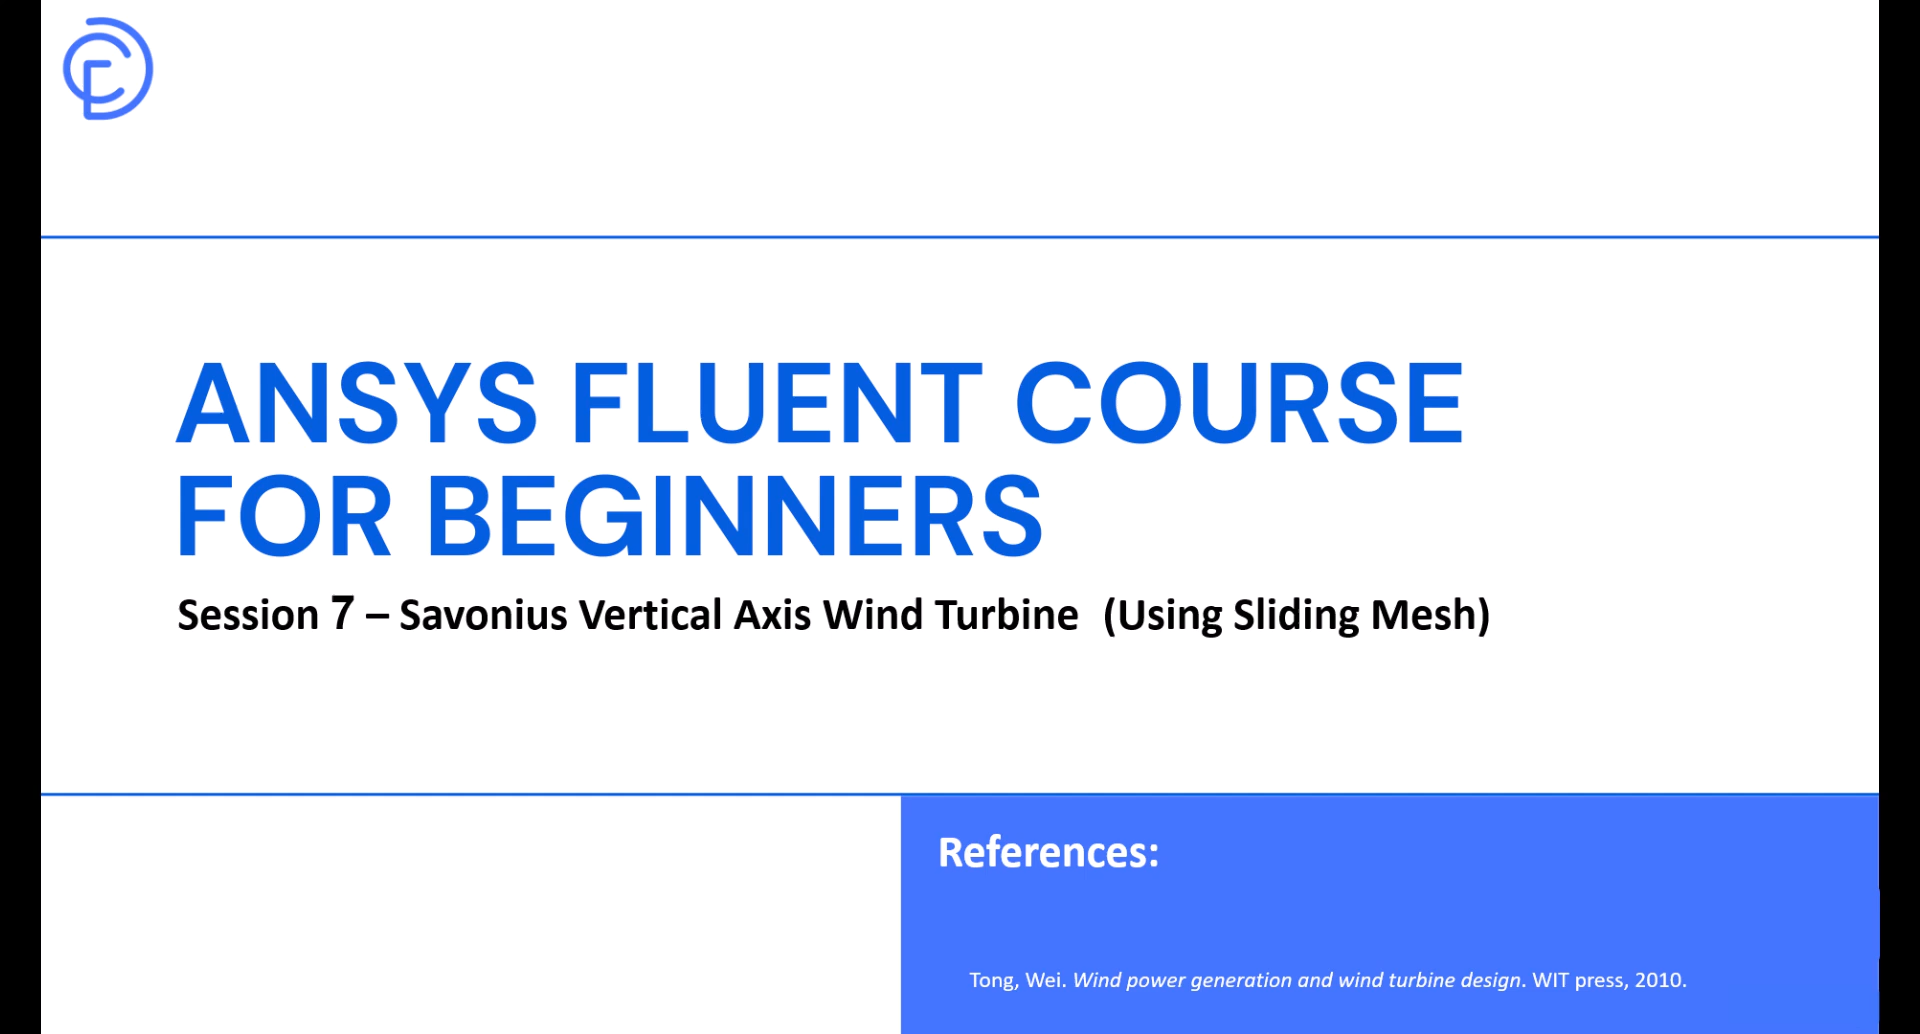 ANSYS FLUENT COURSE
FOR BEGINNERS
Session 7 – Savonius Vertical Axis Wind Turbine (Using Sliding Mesh)
References:
Tong, Wei. Wind power generation and wind turbine design. WIT press, 2010.